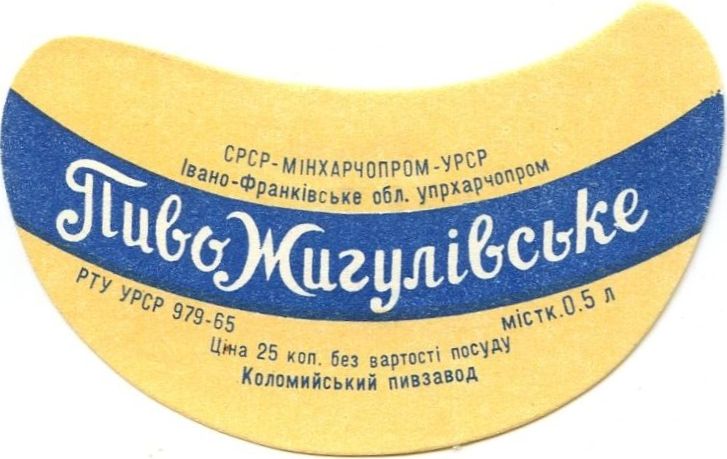 СРСР-МІНХАРЧОПРОМ-УРСР
Івано-Франківське обл. упрхарчопром
Пиво Жигулівське
РТУ УРСР 979-65
містк. 0.5 л
Ціна 25 коп. без вартості посуду
Коломийський пивзавод